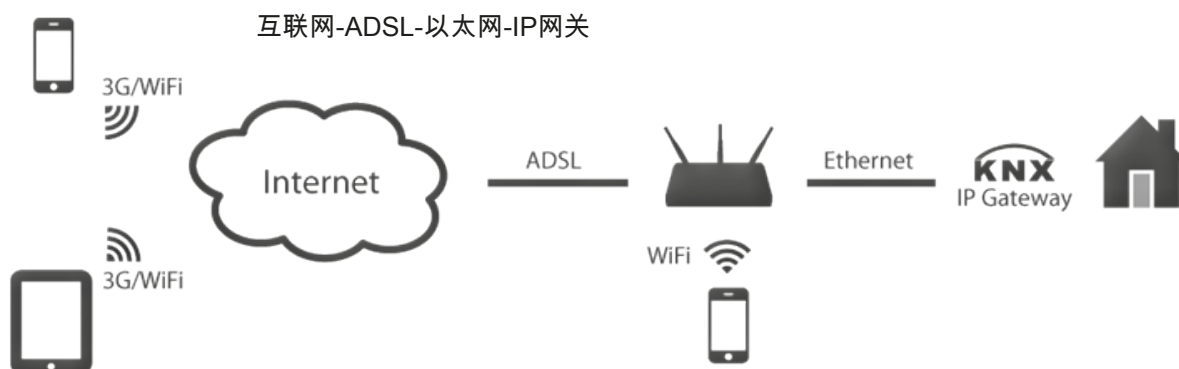 互联网-ADSL-以太网-IP网关
3G/WiFi
Internet
ADSL
Ethernet
KNX
IP Gateway
3G/WiFi
WiFi